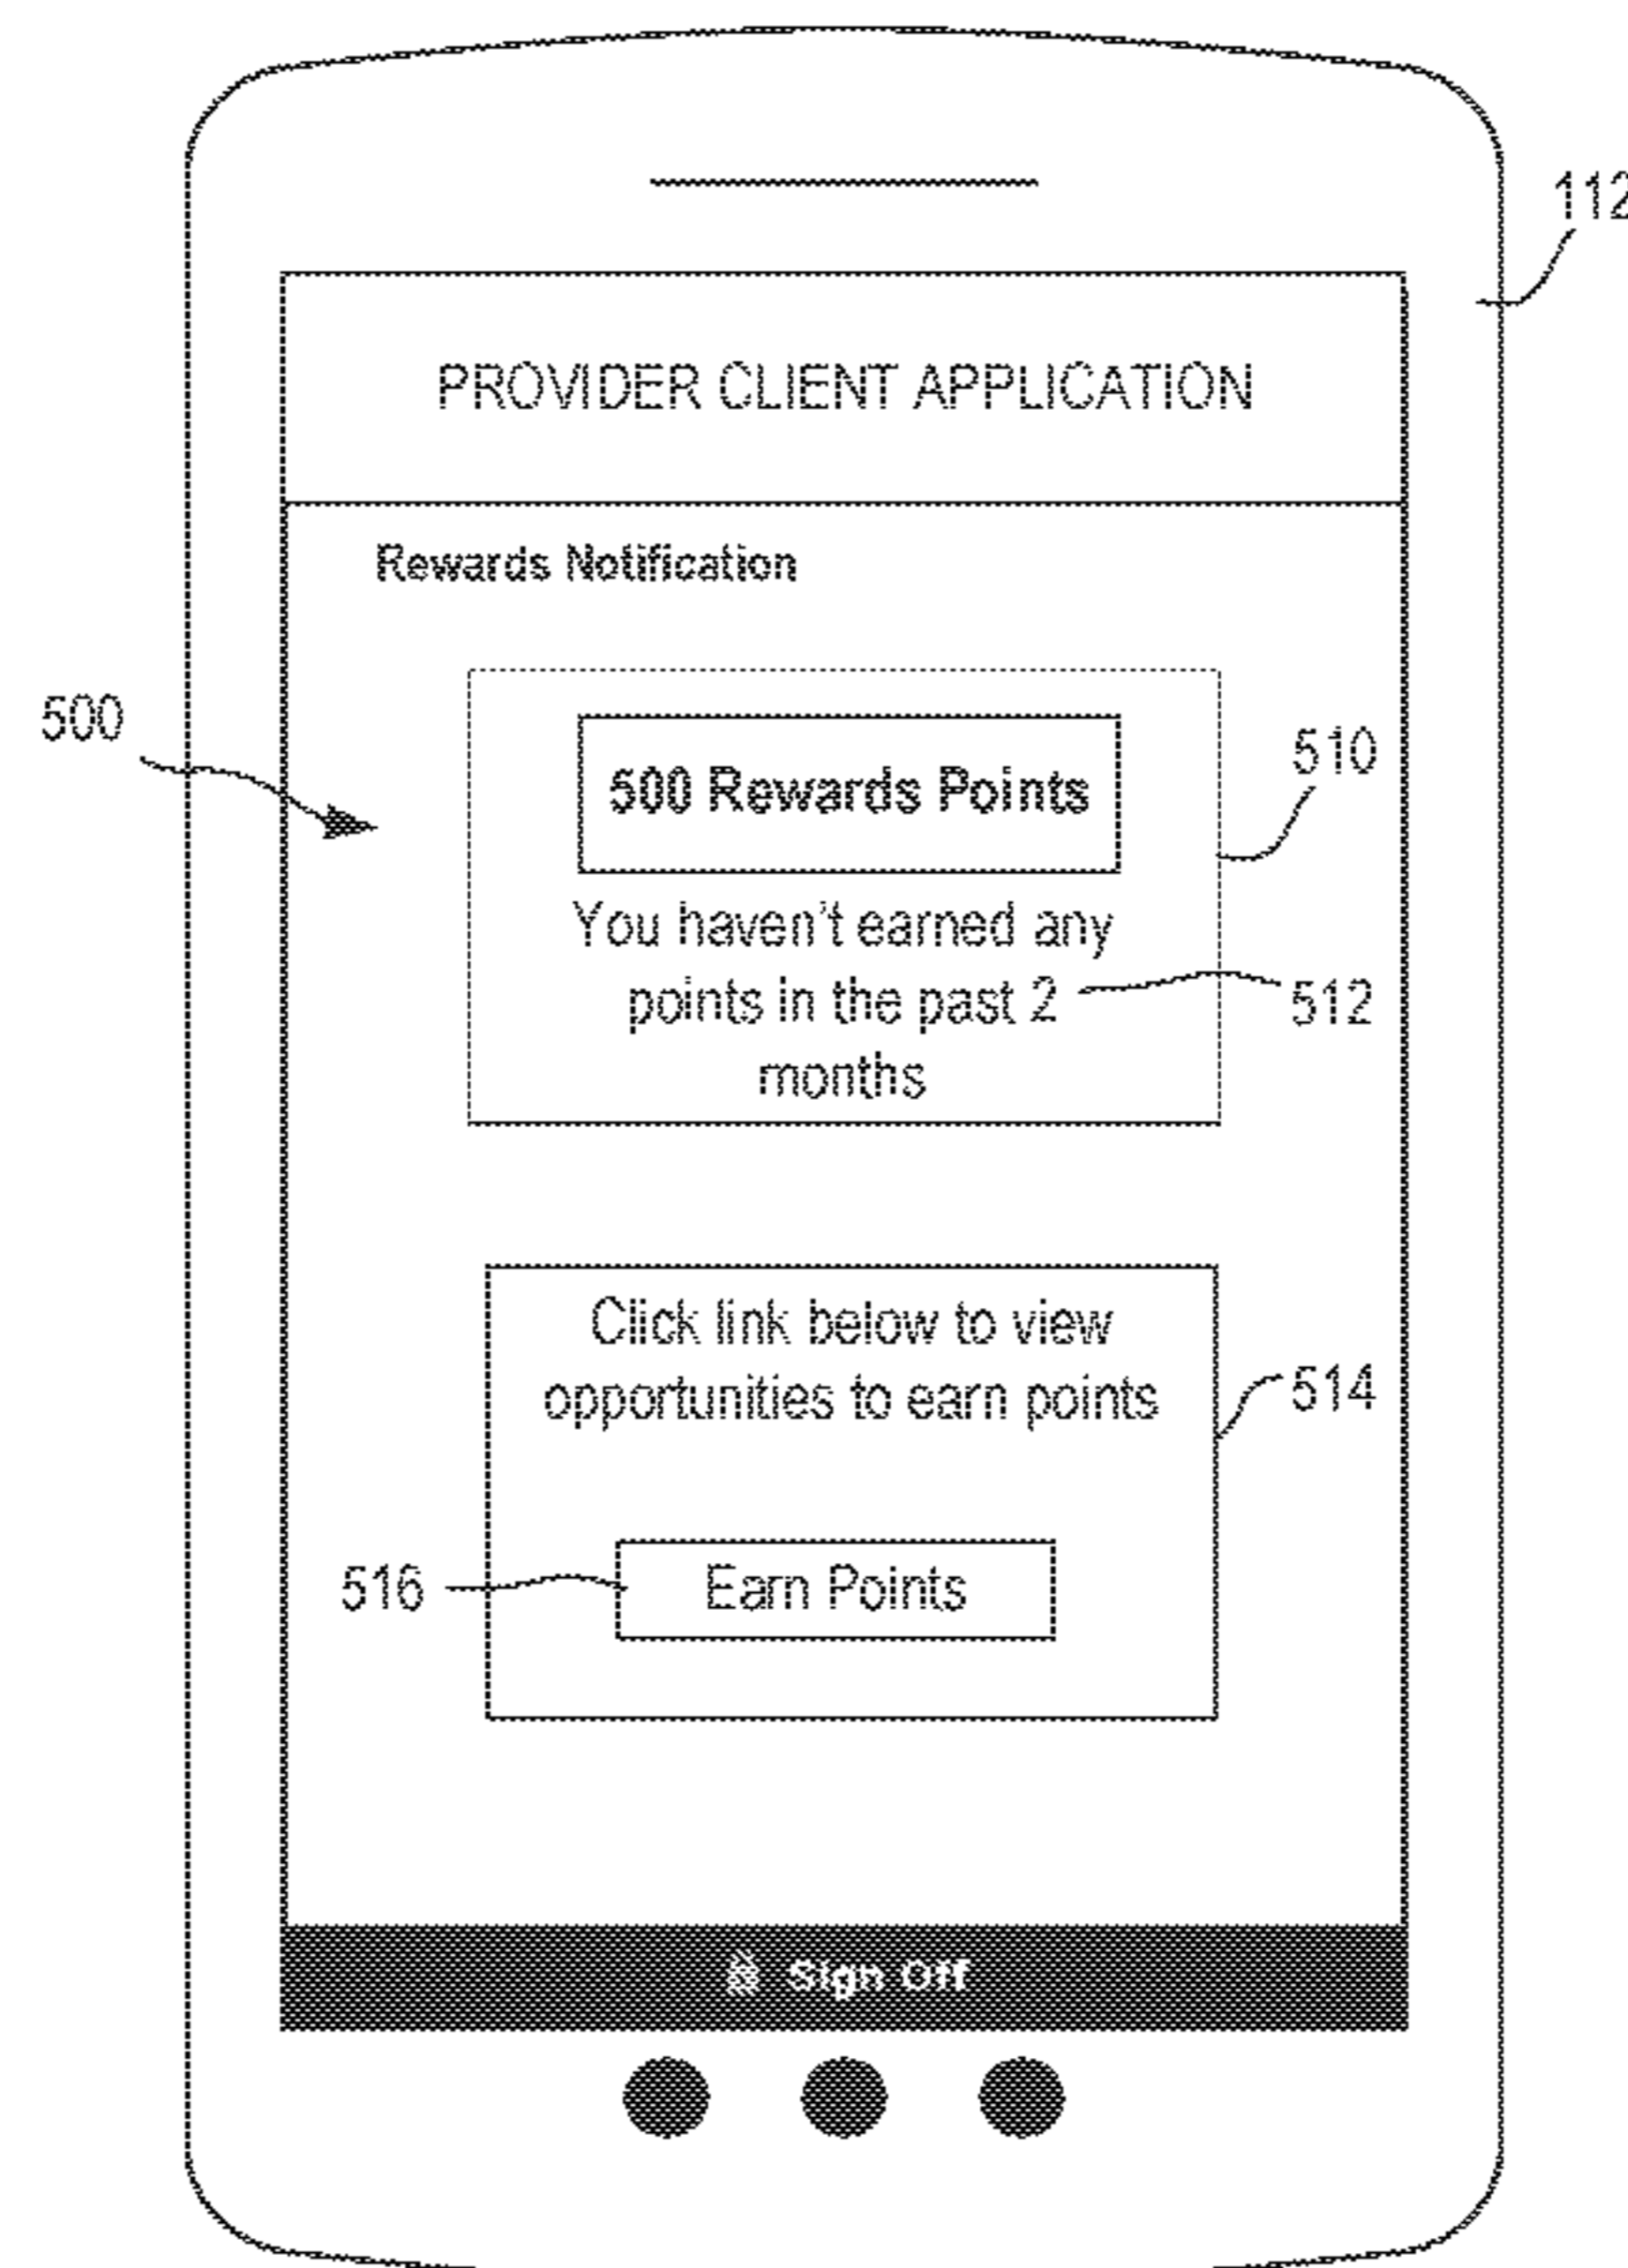 112
PROVIDER CLIENT APPLICATION
Rewards Notification
500
500 Rewards Points
510
You haven't earned any
points in the past 2
512
months
Click link below to view
opportunities to earn points
514
516
Earn Points
Sign Off